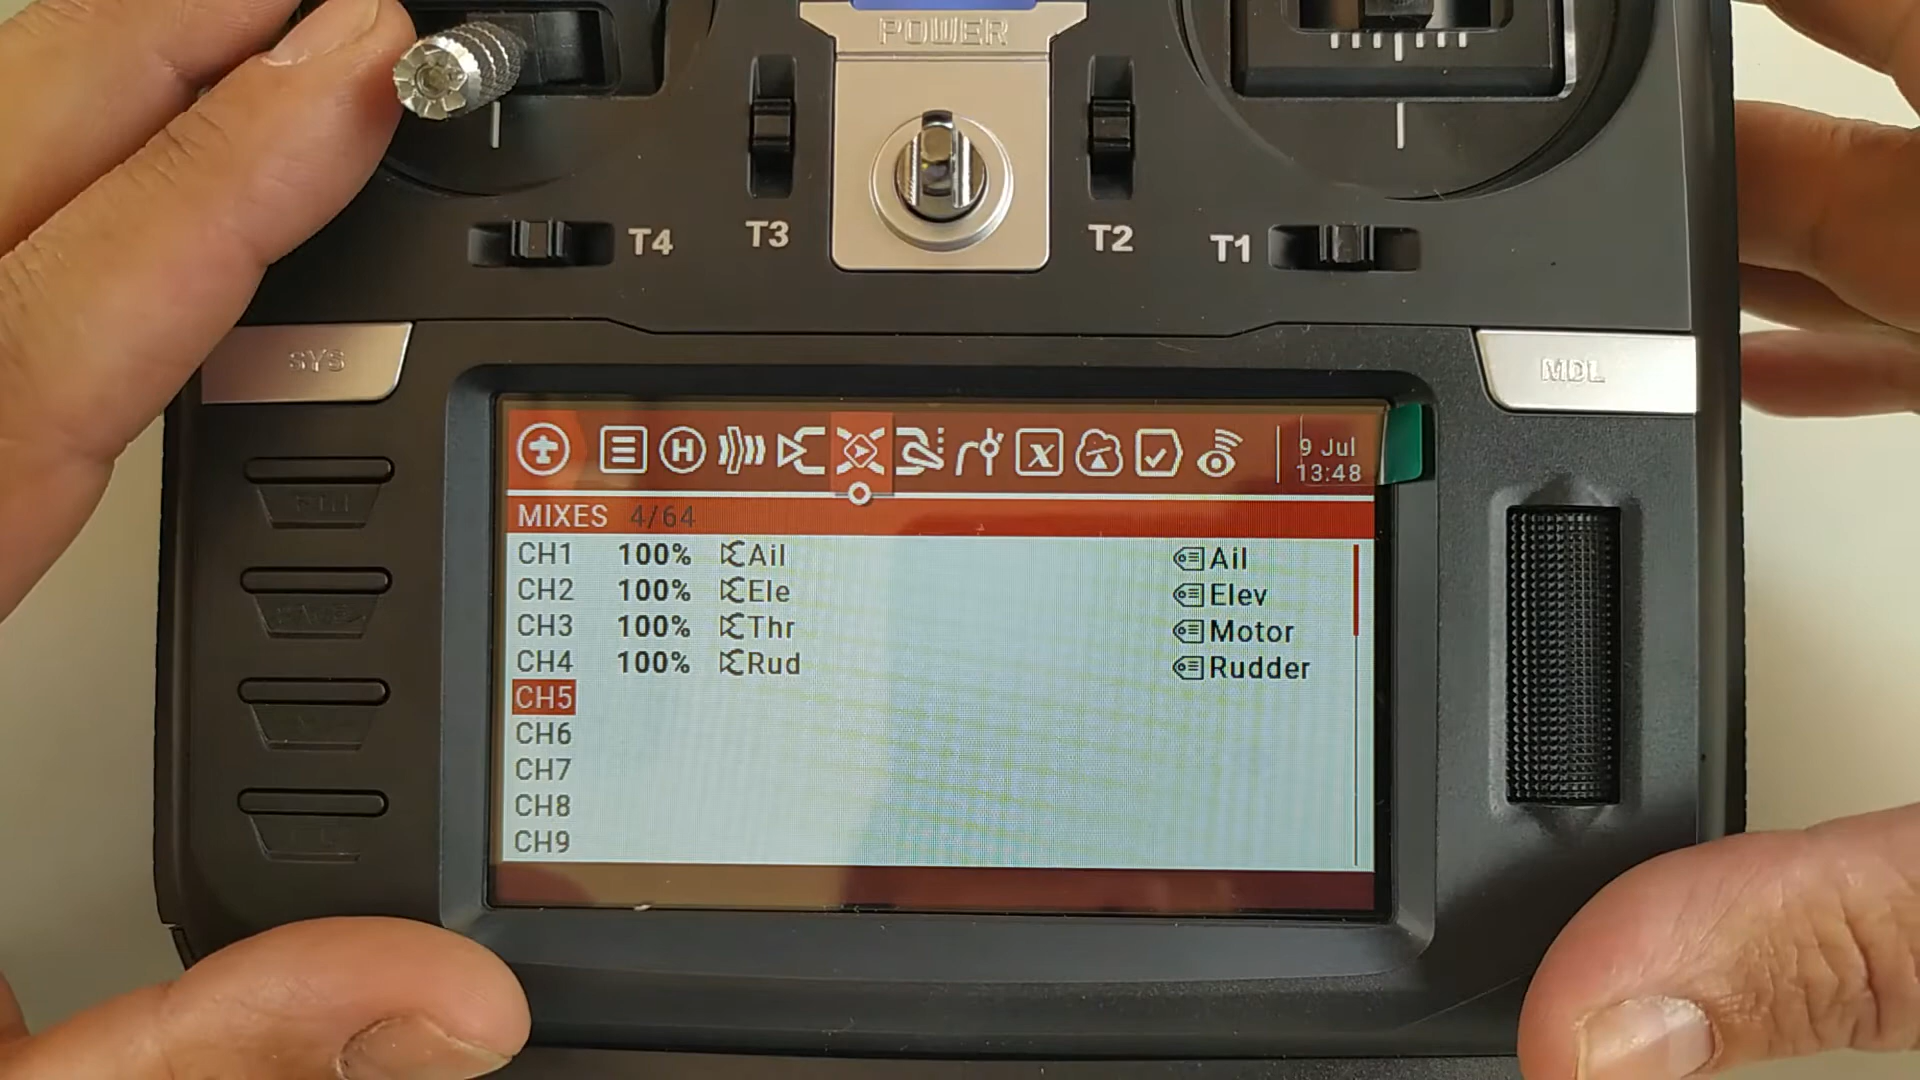 POWER
T4 T3 T2 T1
SYS
MDL
9 Jul
13:48
MIXES 4/64
CH1 100% Ail Ail
CH2 100% Ele Elev
CH3 100% Thr Motor
CH4 100% Rud Rudder
CH5
CH6
CH7
CH8
CH9
RTN